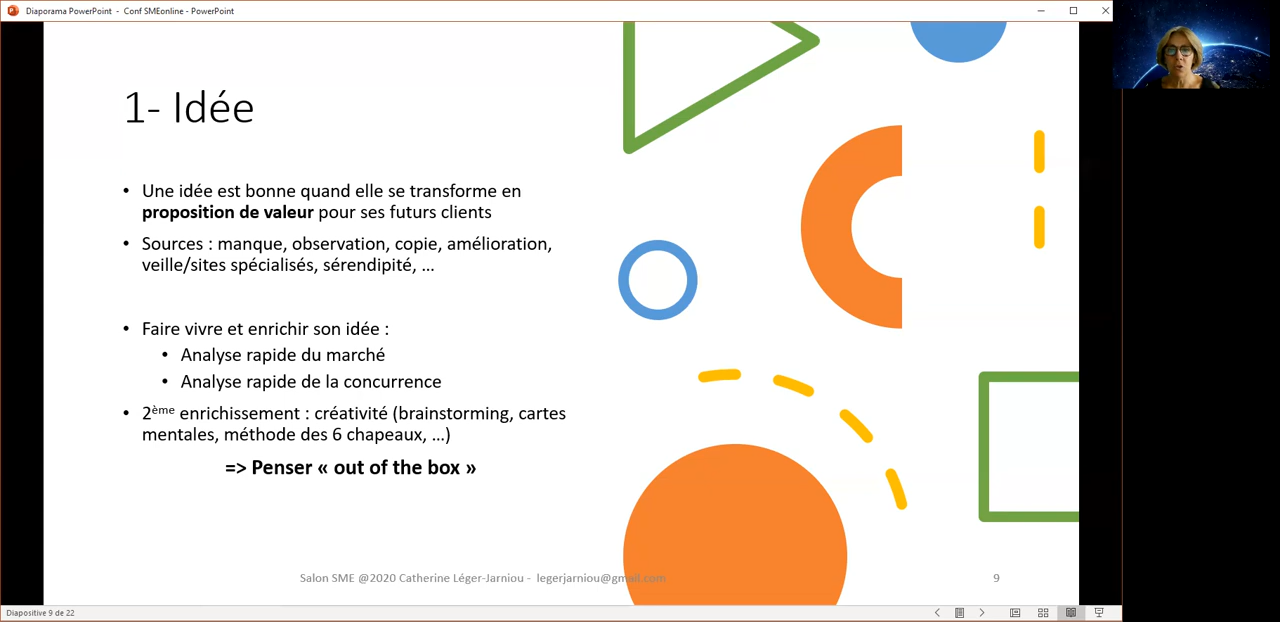 Diaporama PowerPoint - Conf SMEonline - PowerPoint
1- Idée
• Une idée est bonne quand elle se transforme en
proposition de valeur pour ses futurs clients
• Sources : manque, observation, copie, amélioration,
veille/sites spécialisés, sérendipité, ...
• Faire vivre et enrichir son idée :
• Analyse rapide du marché
• Analyse rapide de la concurrence
• 2ème enrichissement : créativité (brainstorming, cartes
mentales, méthode des 6 chapeaux, ...)
=> Penser « out of the box »
Salon SME @2020 Catherine Léger-Jarniou - legerjarniou@gmail.com
9
Diapositive 9 de 22